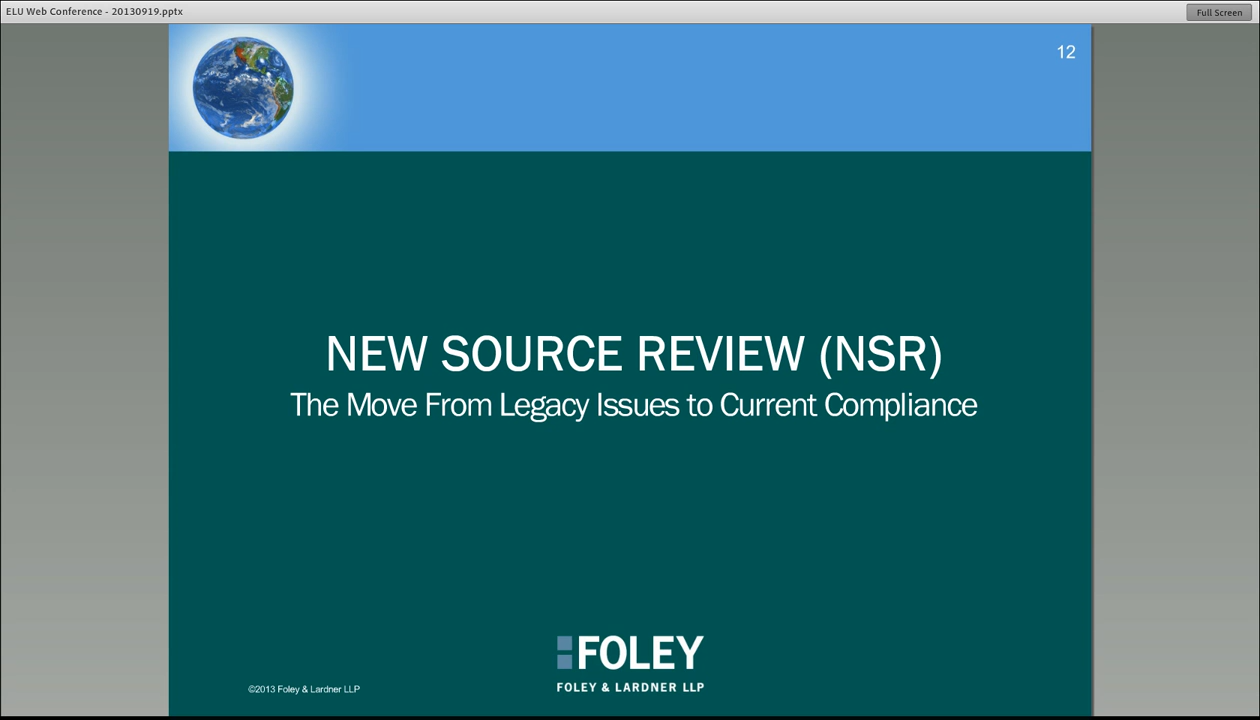 ELU Web Conference - 20130919.pptx
Full Screen
12
NEW SOURCE REVIEW (NSR)
The Move From Legacy Issues to Current Compliance
FOLEY
FOLEY & LARDNER LLP
©2013 Foley & Lardner LLP